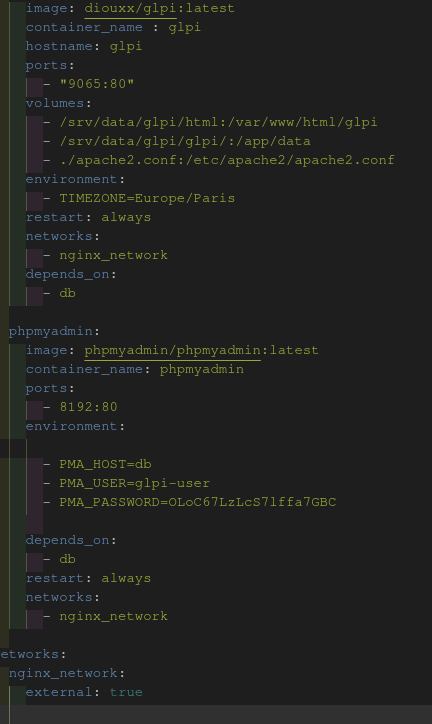 image: diouxx/glpi:latest
container_name : glpi
hostname: glpi
ports:
- "9065:80"
volumes:
- /srv/data/glpi/html:/var/www/html/glpi
- /srv/data/glpi/glpi/:/app/data
- ./apache2.conf:/etc/apache2/apache2.conf
environment:
- TIMEZONE=Europe/Paris
restart: always
networks:
- nginx_network
depends_on:
- db
phpmyadmin:
image: phpmyadmin/phpmyadmin:latest
container_name: phpmyadmin
ports:
- 8192:80
environment:
- PMA_HOST=db
- PMA_USER=glpi-user
- PMA_PASSWORD=OLoC67LzLcS7lffa7GBC
depends_on:
- db
restart: always
networks:
- nginx_network
etworks:
nginx_network:
external: true